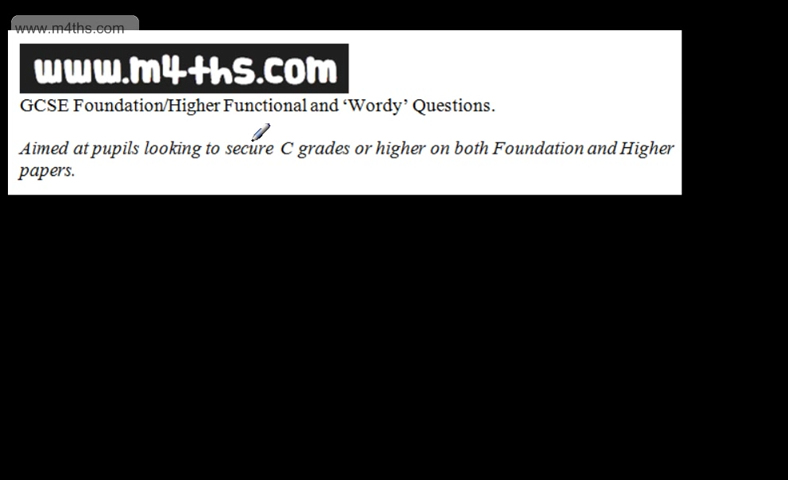 www.m4ths.com
www.m4ths.com
GCSE Foundation/Higher Functional and ‘Wordy’ Questions.
Aimed at pupils looking to secure C grades or higher on both Foundation and Higher
papers.